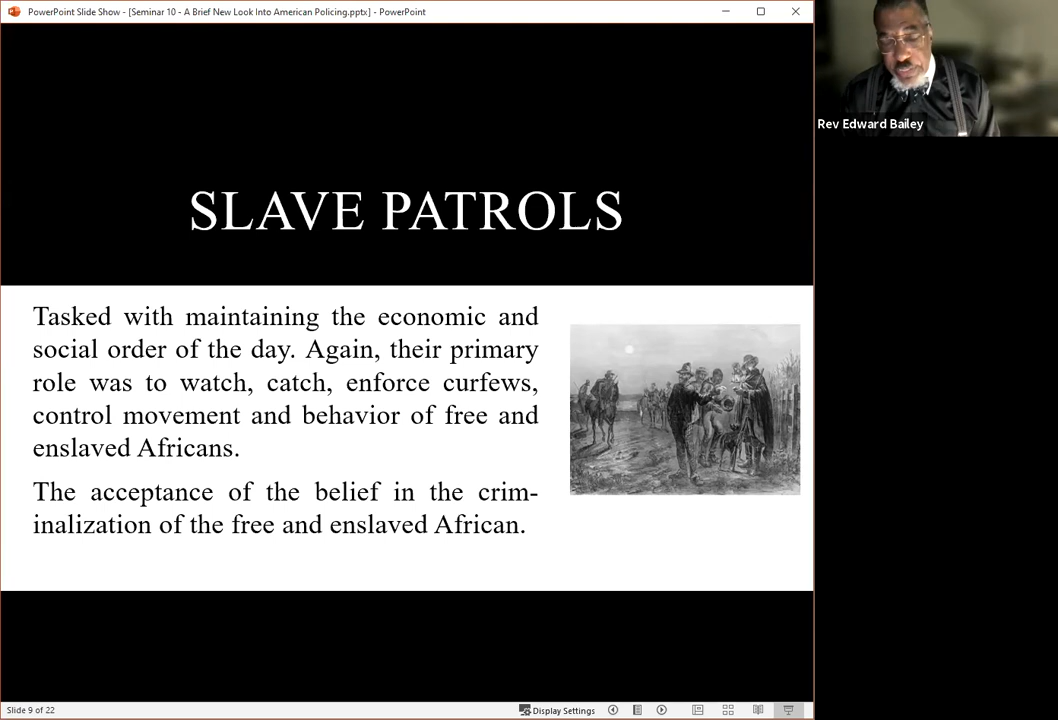 PowerPoint Slide Show - [Seminar 10 - A Brief New Look Into American Policing.pptx] - PowerPoint
Rev Edward Bailey
SLAVE PATROLS
Tasked with maintaining the economic and
social order of the day. Again, their primary
role was to watch, catch, enforce curfews,
control movement and behavior of free and
enslaved Africans.
The acceptance of the belief in the crim-
inalization of the free and enslaved African.
Slide 9 of 22
Display Settings